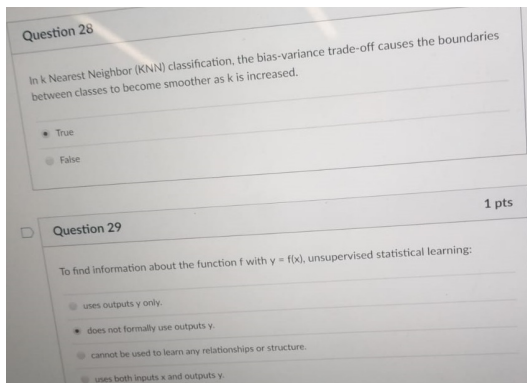 Question 28
In k Nearest Neighbor (KNN) classification, the bias-variance trade-off causes the boundaries
between classes to become smoother as k is increased.
True
False
Question 29
1 pts
To find information about the function f with y = f(x), unsupervised statistical learning:
uses outputs y only.
does not formally use outputs y.
cannot be used to learn any relationships or structure.
uses both inputs x and outputs y.